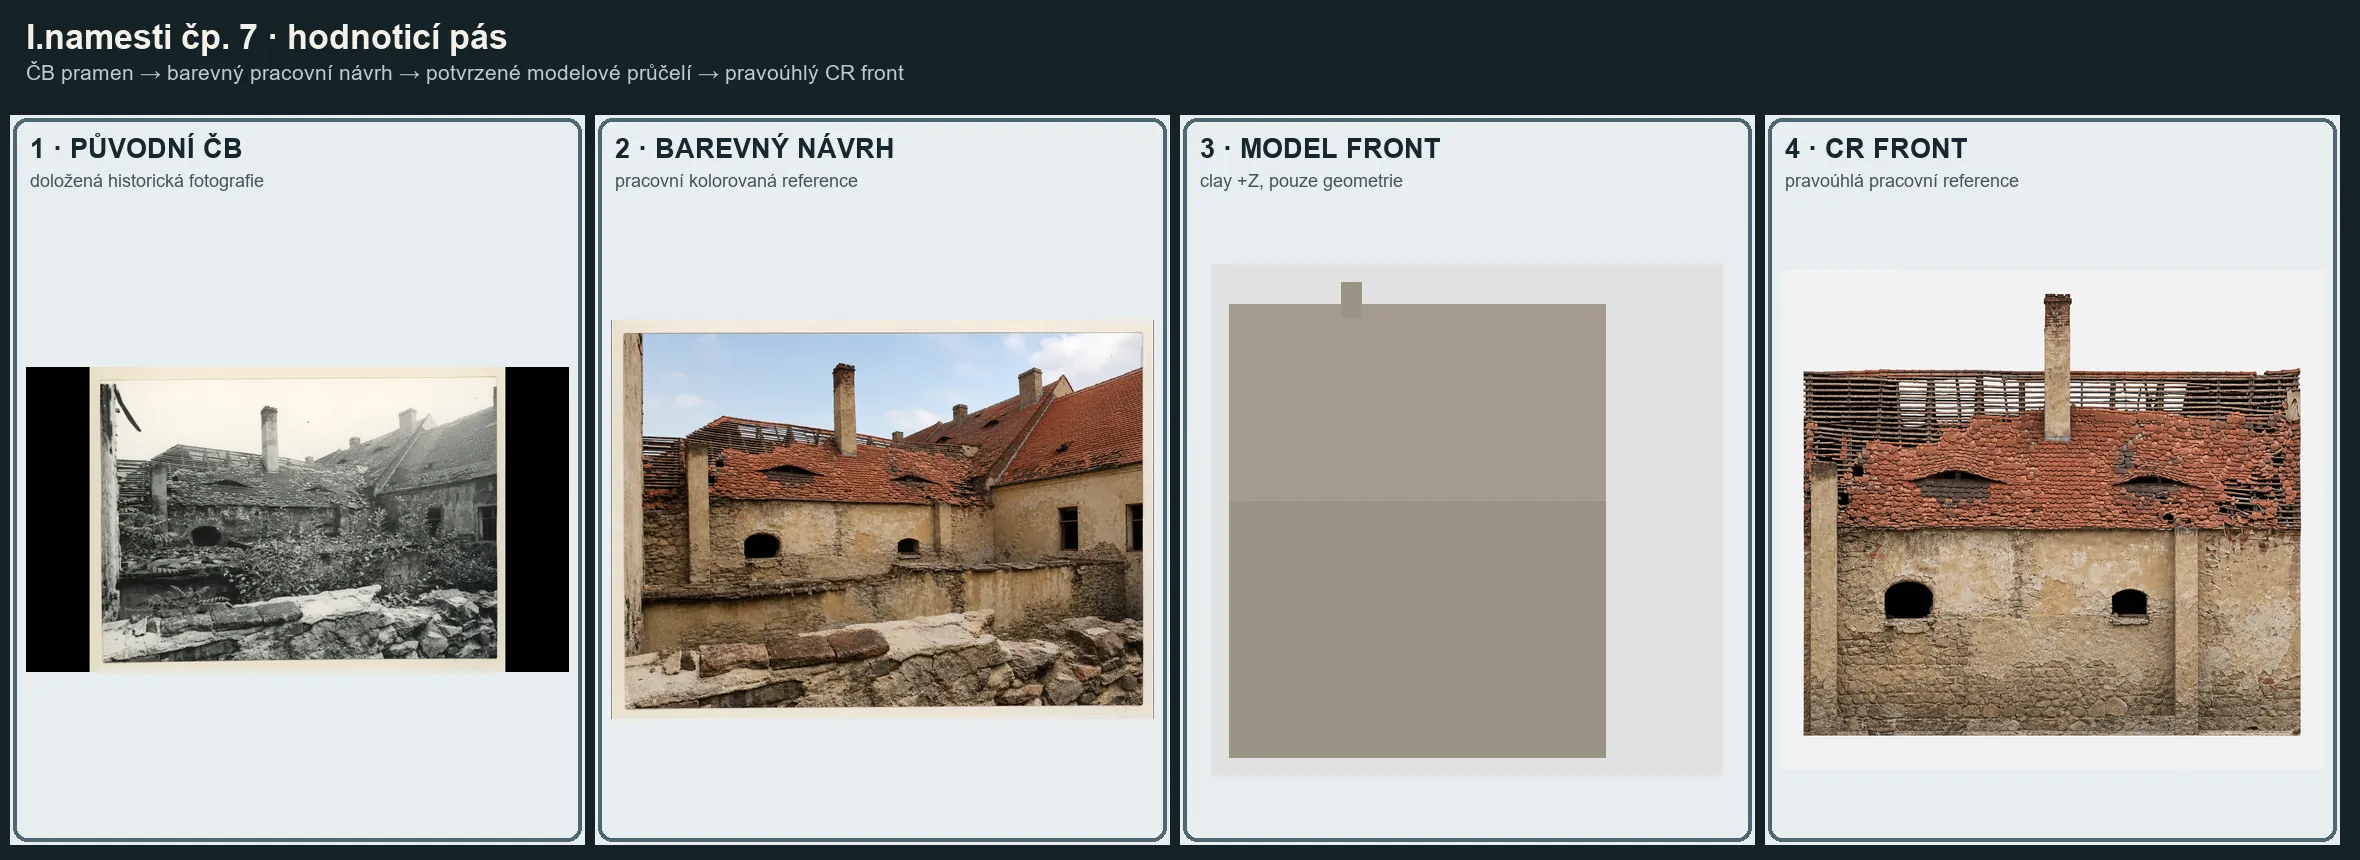 I.namesti čp. 7 · hodnoticí pás
ČB pramen → barevný pracovní návrh → potvrzené modelové průčelí → pravoúhlý CR front
1 · PŮVODNÍ ČB
doložená historická fotografie
2 · BAREVNÝ NÁVRH
pracovní kolorovaná reference
3 · MODEL FRONT
clay +Z, pouze geometrie
4 · CR FRONT
pravoúhlá pracovní reference